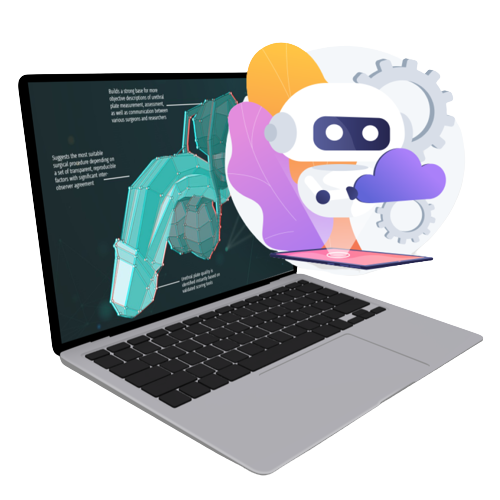 Builds a strong base for more
objective descriptions of urethral
plate measurement, assessment,
as well as communication between
various surgeons and researchers
Suggests the most suitable
surgical procedure depending on
a set of transparent, reproducible
factors with significant inter-
observer agreement
Urethral plate quality is
identified instantly based on
validated scoring tools